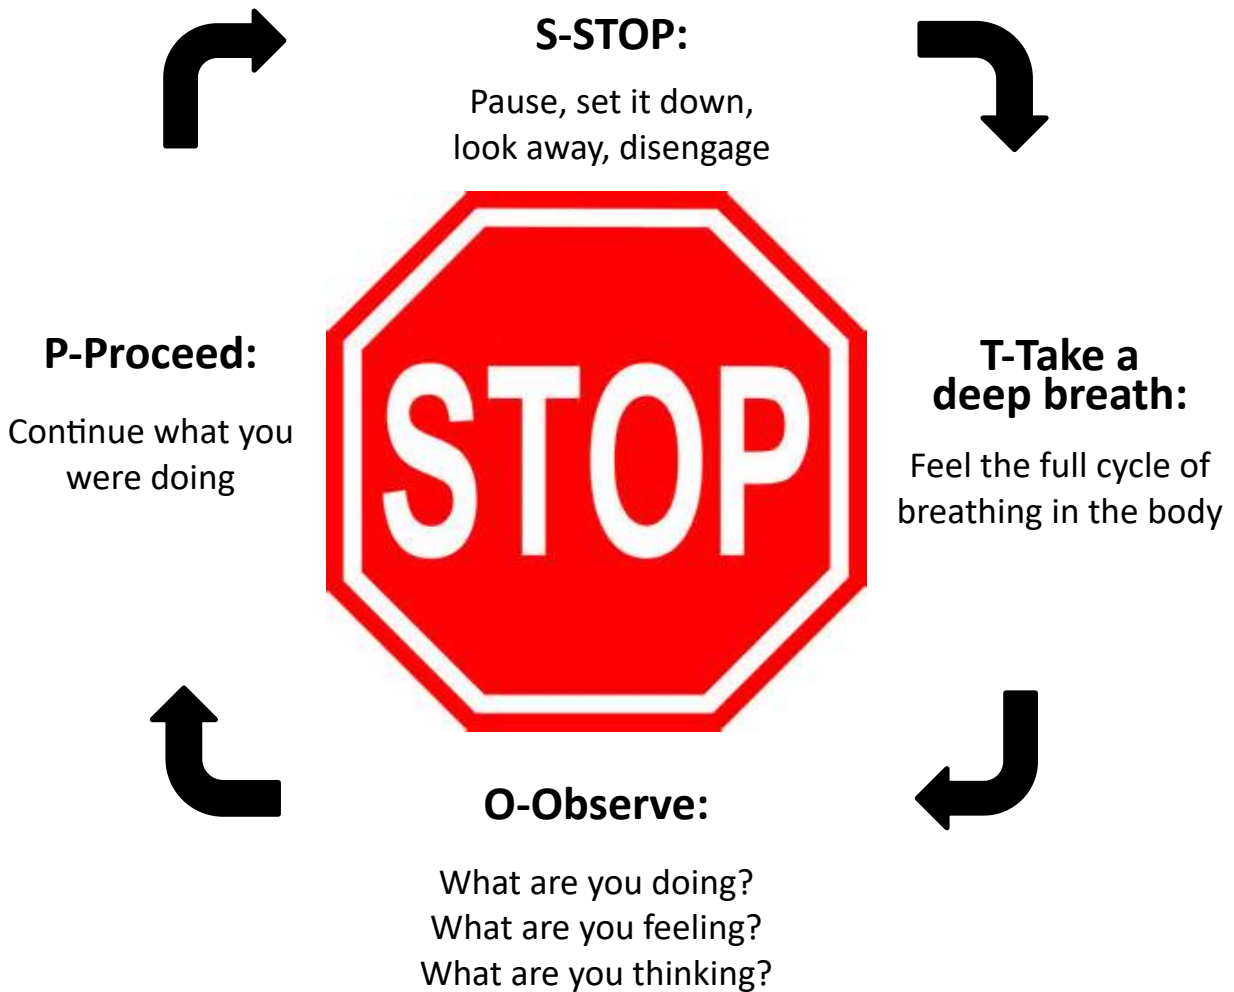 S-STOP:
Pause, set it down,
look away, disengage
STOP
P-Proceed:
Continue what you
were doing
T-Take a
deep breath:
Feel the full cycle of
breathing in the body
O-Observe:
What are you doing?
What are you feeling?
What are you thinking?